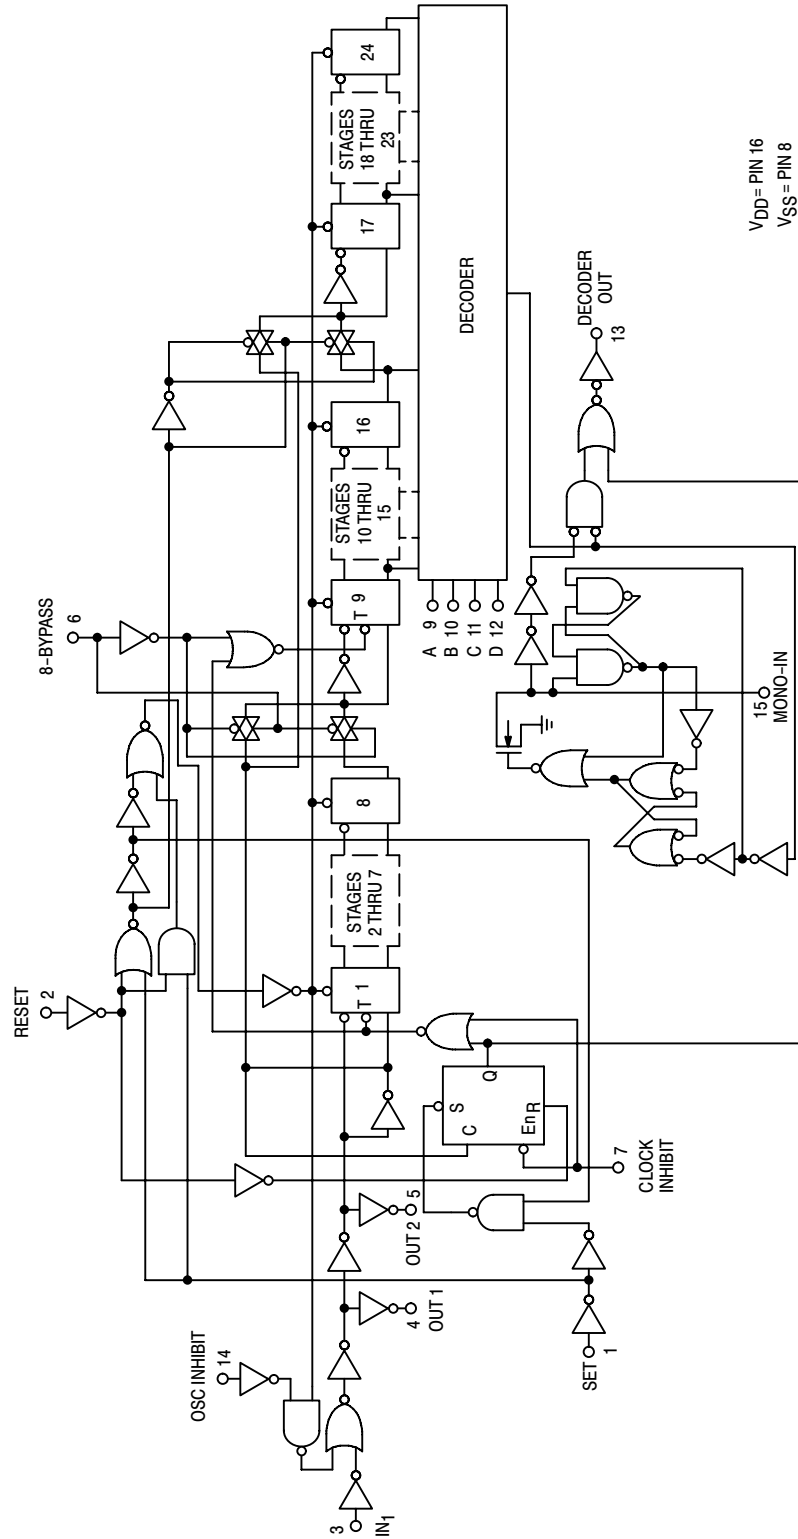 RESET
2
8-BYPASS
6
OSC INHIBIT
14
3
IN1
4
OUT 1
OUT 2
5
T 1
STAGES
2 THRU 7
8
T 9
STAGES
10 THRU
15
16
17
STAGES
18 THRU
23
24
DECODER
A 9
B 10
C 11
D 12
C
S
En
R
Q
SET
1
7
CLOCK
INHIBIT
15
MONO-IN
DECODER
OUT
13
VDD = PIN 16
VSS = PIN 8